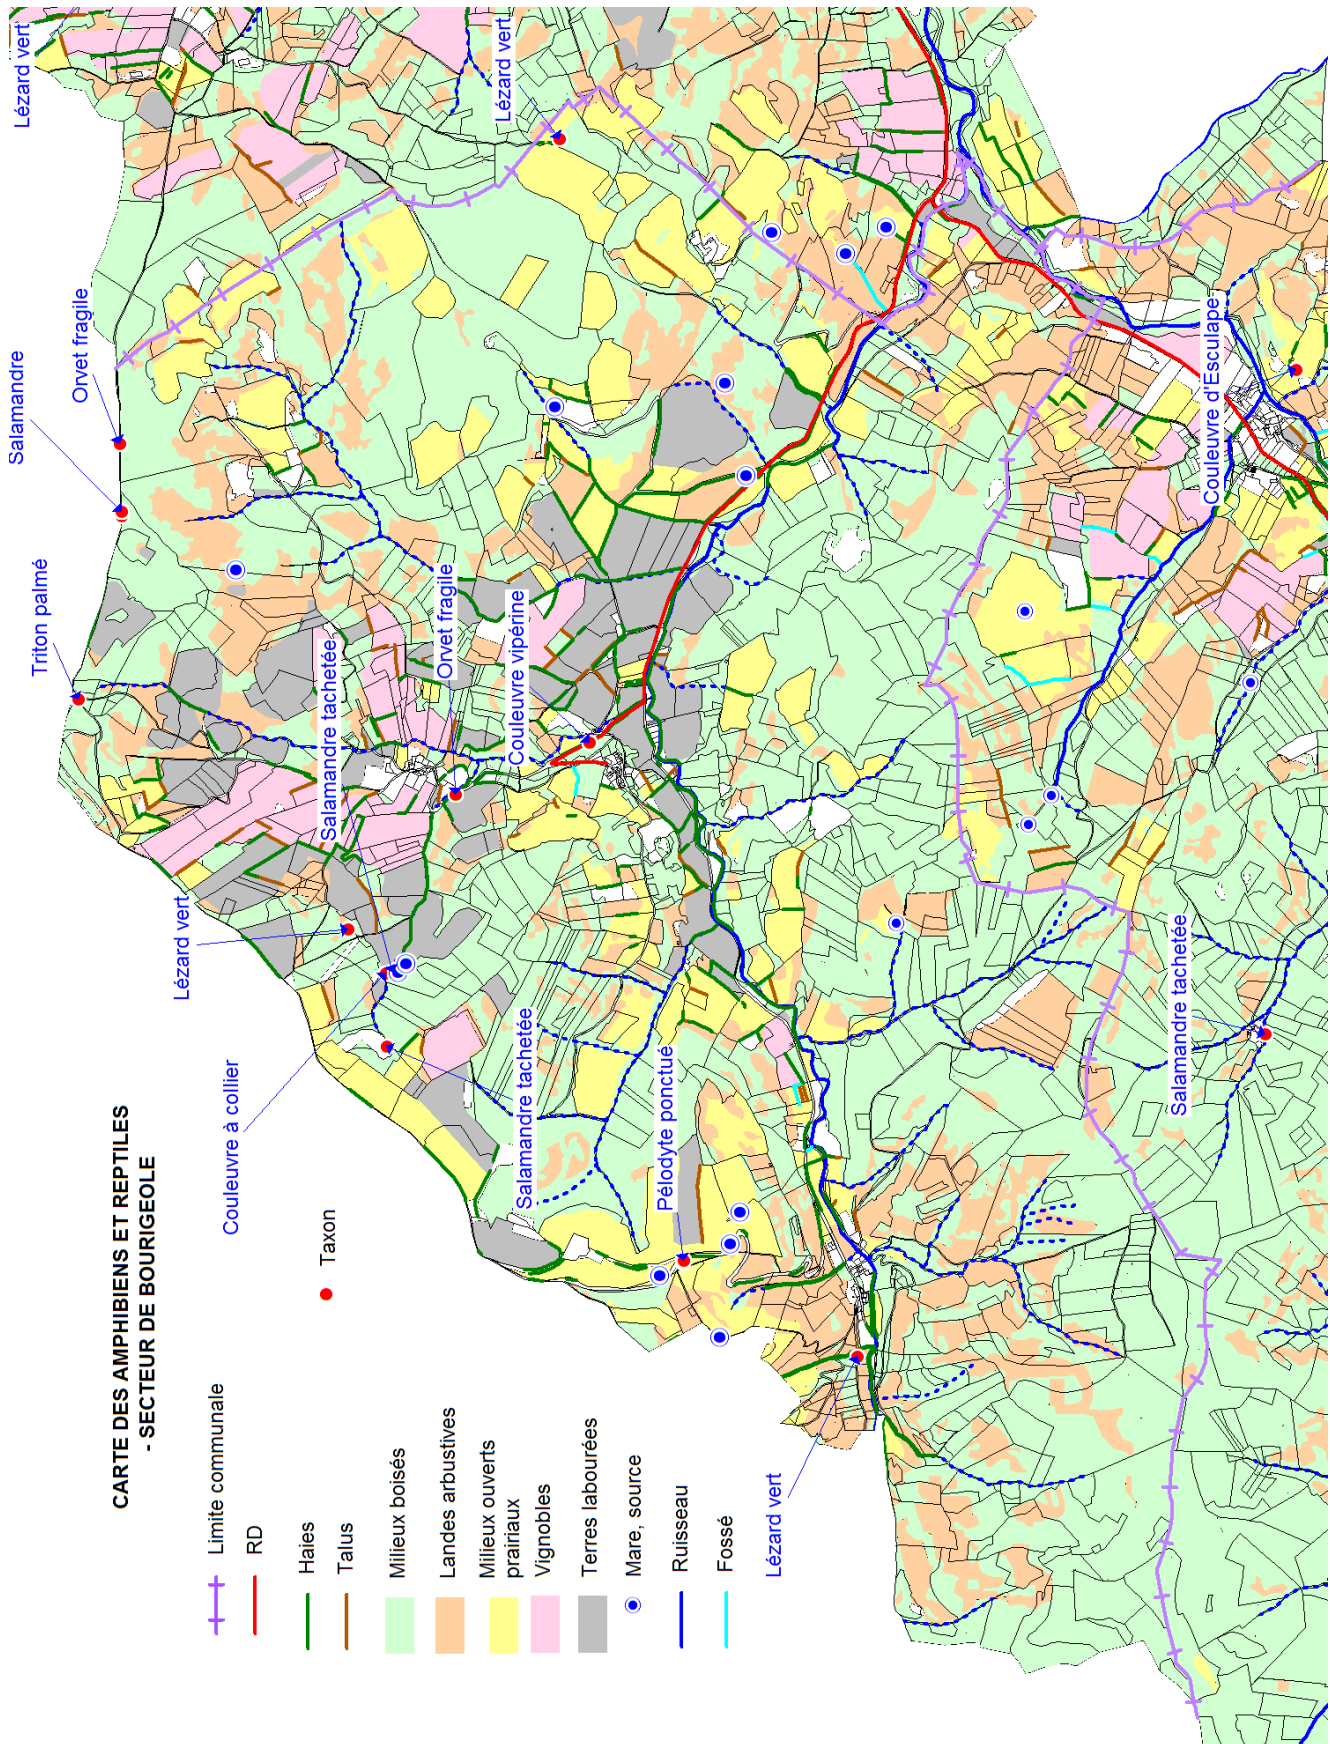 CARTE DES AMPHIBIENS ET REPTILES
- SECTEUR DE BOURIGEOLE
Limite communale
RD
Haies
Talus
Milieux boisés
Landes arbustives
Milieux ouverts
prairiaux
Vignobles
Terres labourées
Mare, source
Ruisseau
Fossé
Taxon
Couleuvre à collier
Lézard vert
Salamandre tachetée
Triton palmé
Salamandre
Orvet fragile
Lézard vert
Orvet fragile
Couleuvre vipérine
Lézard vert
Salamandre tachetée
Pélodyte ponctué
Lézard vert
Salamandre tachetée
Couleuvre d'Esculape